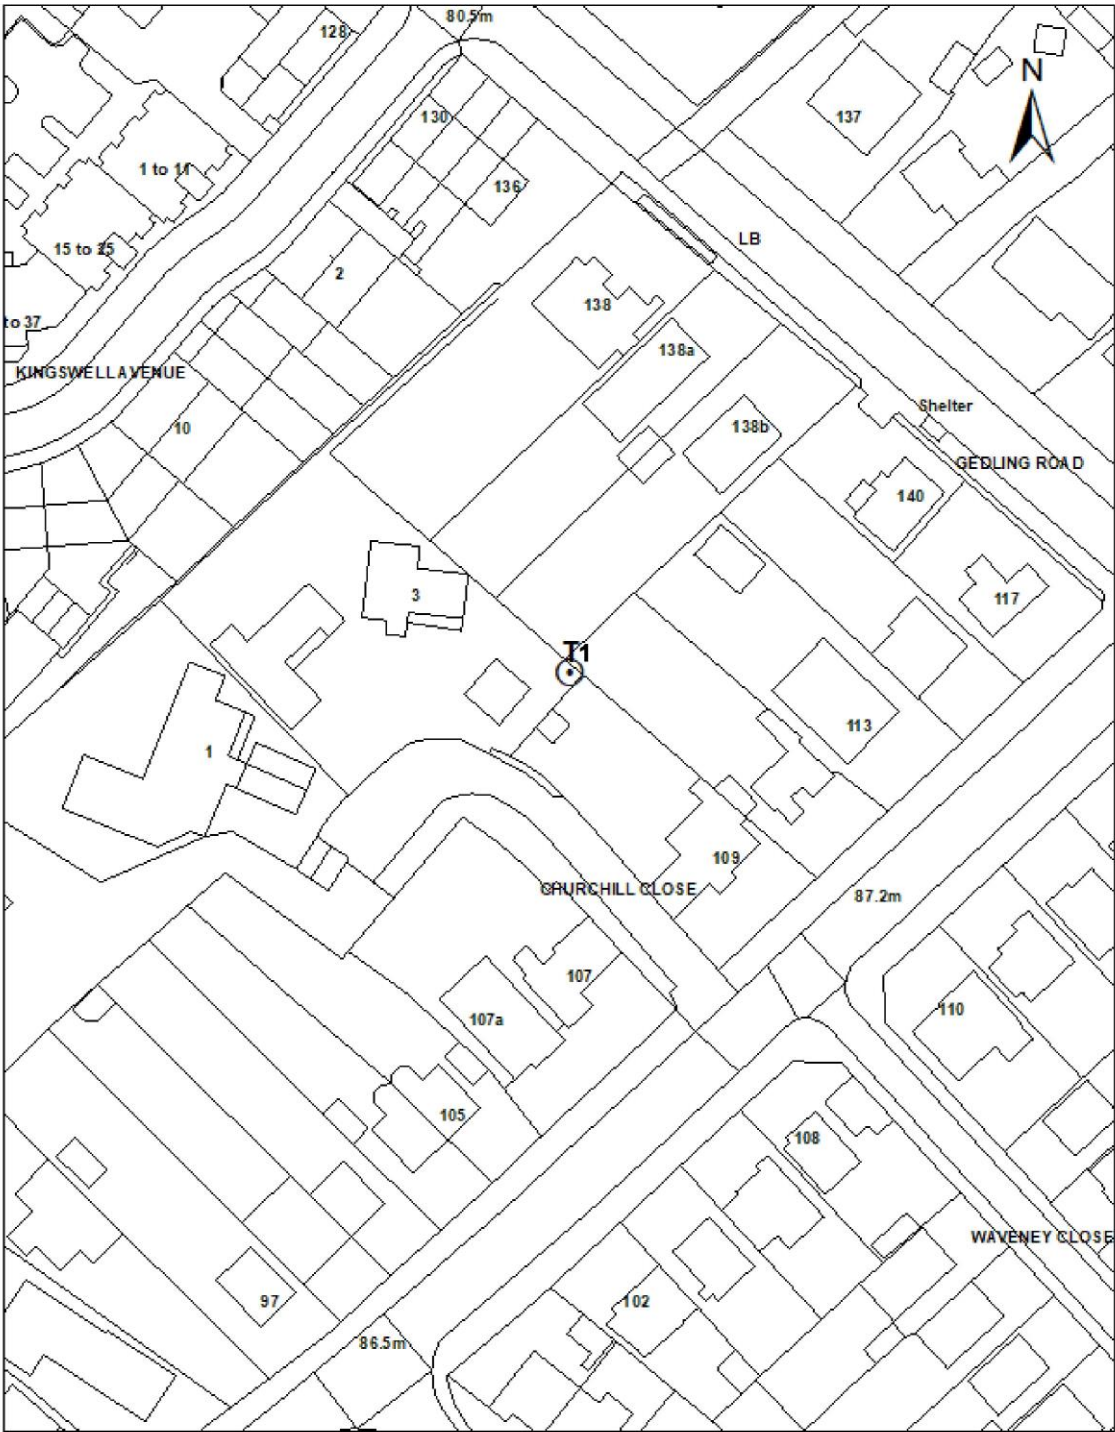 80.5m
128
N
137
130
1 to 11
136
LB
15 to 25
2
138
to 37
138a
KINGSWELL AVENUE
Shelter
10
138b
GEDLING ROAD
140
3
117
T1
113
1
109
CHURCHILL CLOSE
87.2m
107
110
107a
105
108
WAVENEY CLOSE
97
102
86.5m